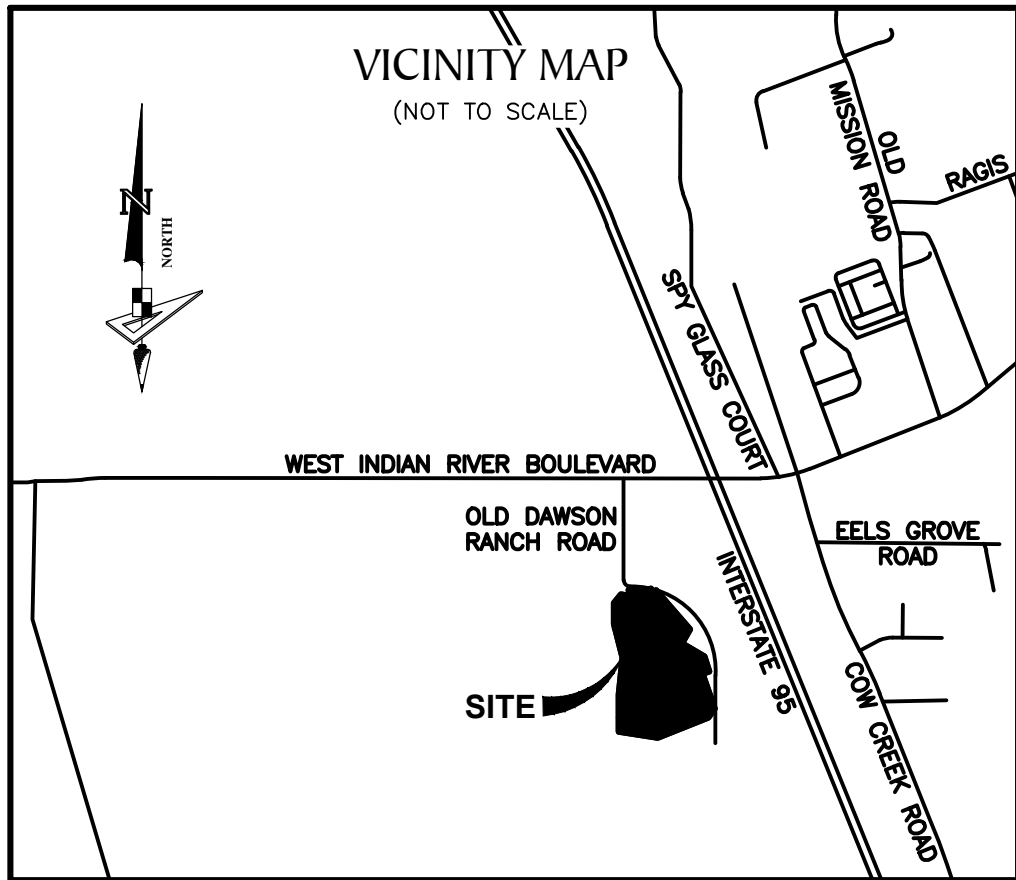 VICINITY MAP
(NOT TO SCALE)
N
NORTH
OLD
MISSION ROAD
RAGIS
SPY GLASS COURT
WEST INDIAN RIVER BOULEVARD
OLD DAWSON
RANCH ROAD
EELS GROVE
ROAD
INTERSTATE 95
SITE
COW CREEK ROAD